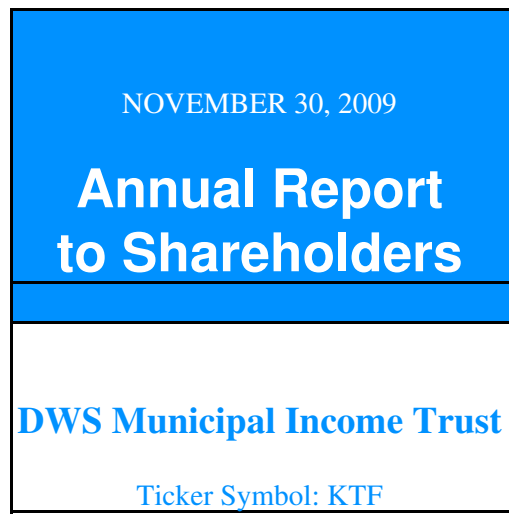 NOVEMBER 30, 2009
Annual Report
to Shareholders
DWS Municipal Income Trust
Ticker Symbol: KTF